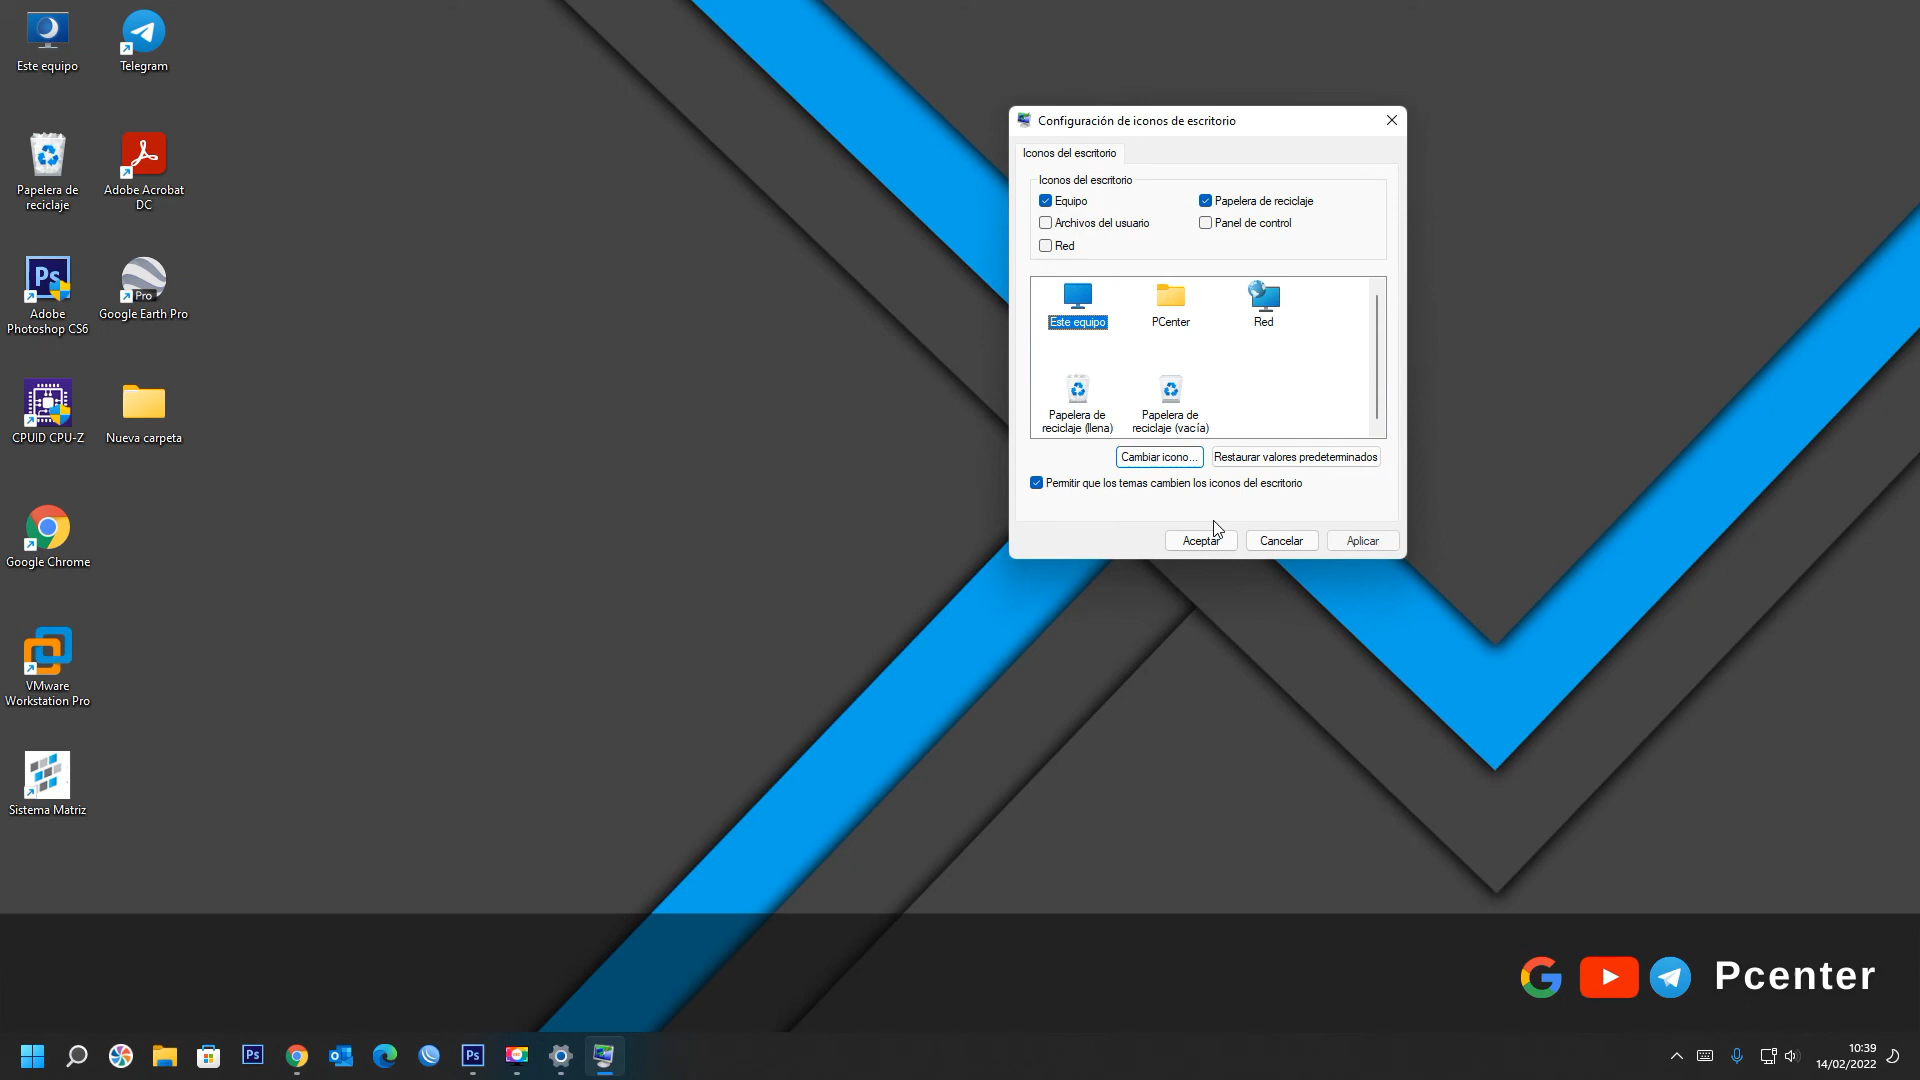 Este equipo
Telegram
Papelera de
reciclaje
Adobe Acrobat
DC
Ps
Adobe
Photoshop CS6
Pro
Google Earth Pro
CPUID CPU-Z
Nueva carpeta
Google Chrome
VMware
Workstation Pro
Sistema Matriz
Configuración de iconos de escritorio
Iconos del escritorio
Iconos del escritorio
Equipo
Papelera de reciclaje
Archivos del usuario
Panel de control
Red
Este equipo
PCenter
Red
Papelera de
reciclaje (llena)
Papelera de
reciclaje (vacía)
Cambiar icono...
Restaurar valores predeterminados
Permitir que los temas cambien los iconos del escritorio
Aceptar
Cancelar
Aplicar
G
Pcenter
Ps
Ps
10:39
14/02/2022